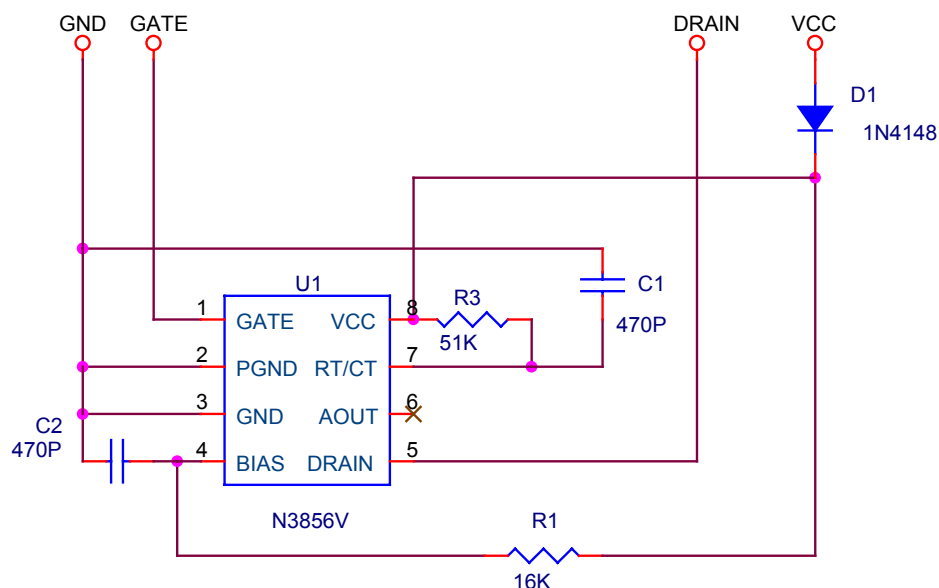 GND GATE DRAIN VCC
D1
1N4148
U1
C1
470P
R3
51K
1 GATE VCC 8
2 PGND RT/CT 7
3 GND AOUT 6
4 BIAS DRAIN 5
C2
470P
N3856V
R1
16K